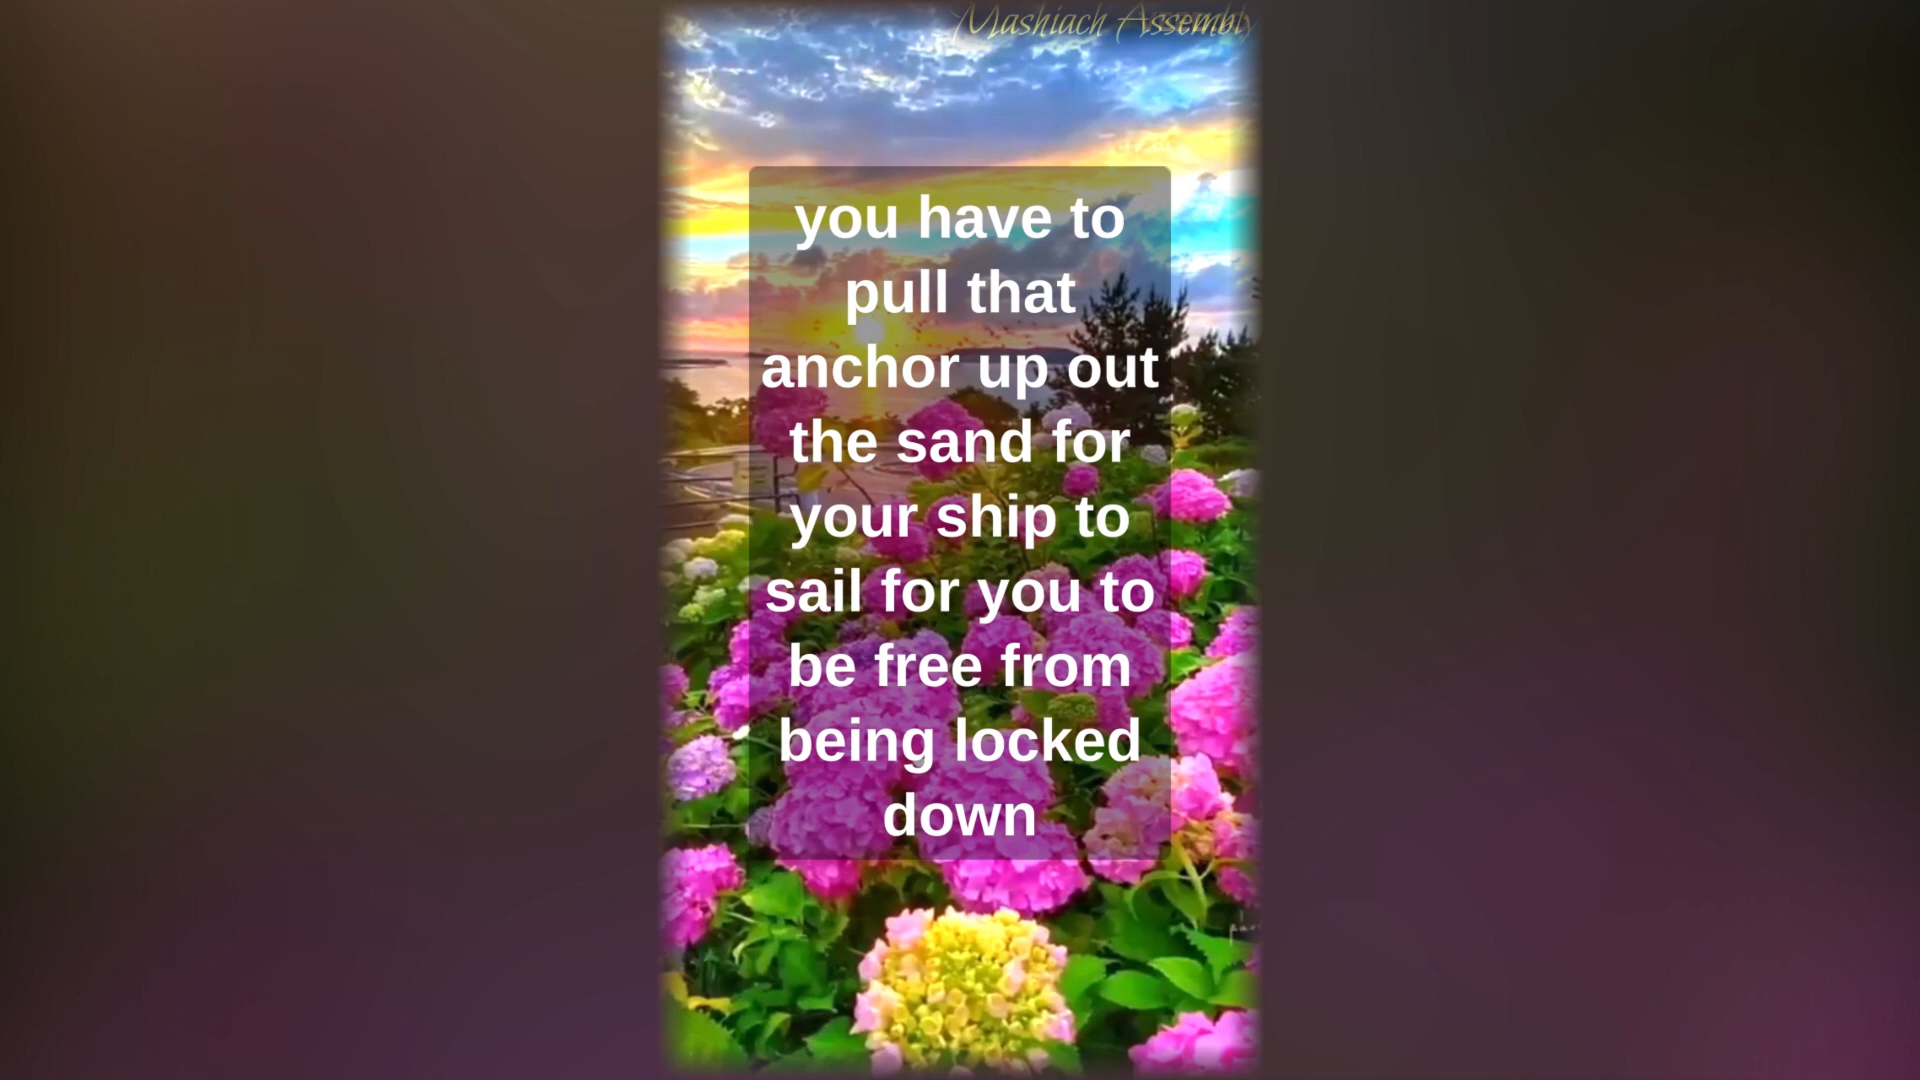 Mashiach Assembly
you have to
pull that
anchor up out
the sand for
your ship to
sail for you to
be free from
being locked
down